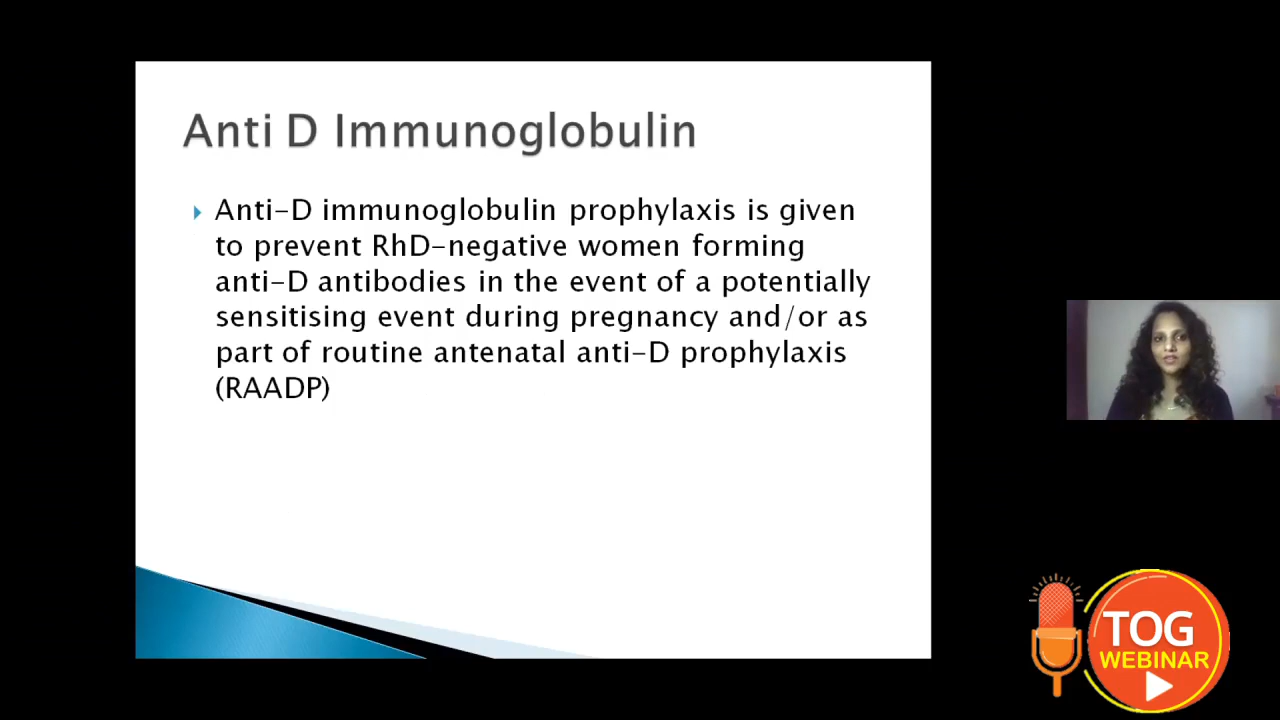 Anti D Immunoglobulin
Anti-D immunoglobulin prophylaxis is given
to prevent RhD-negative women forming
anti-D antibodies in the event of a potentially
sensitising event during pregnancy and/or as
part of routine antenatal anti-D prophylaxis
(RAADP)
TOG
WEBINAR